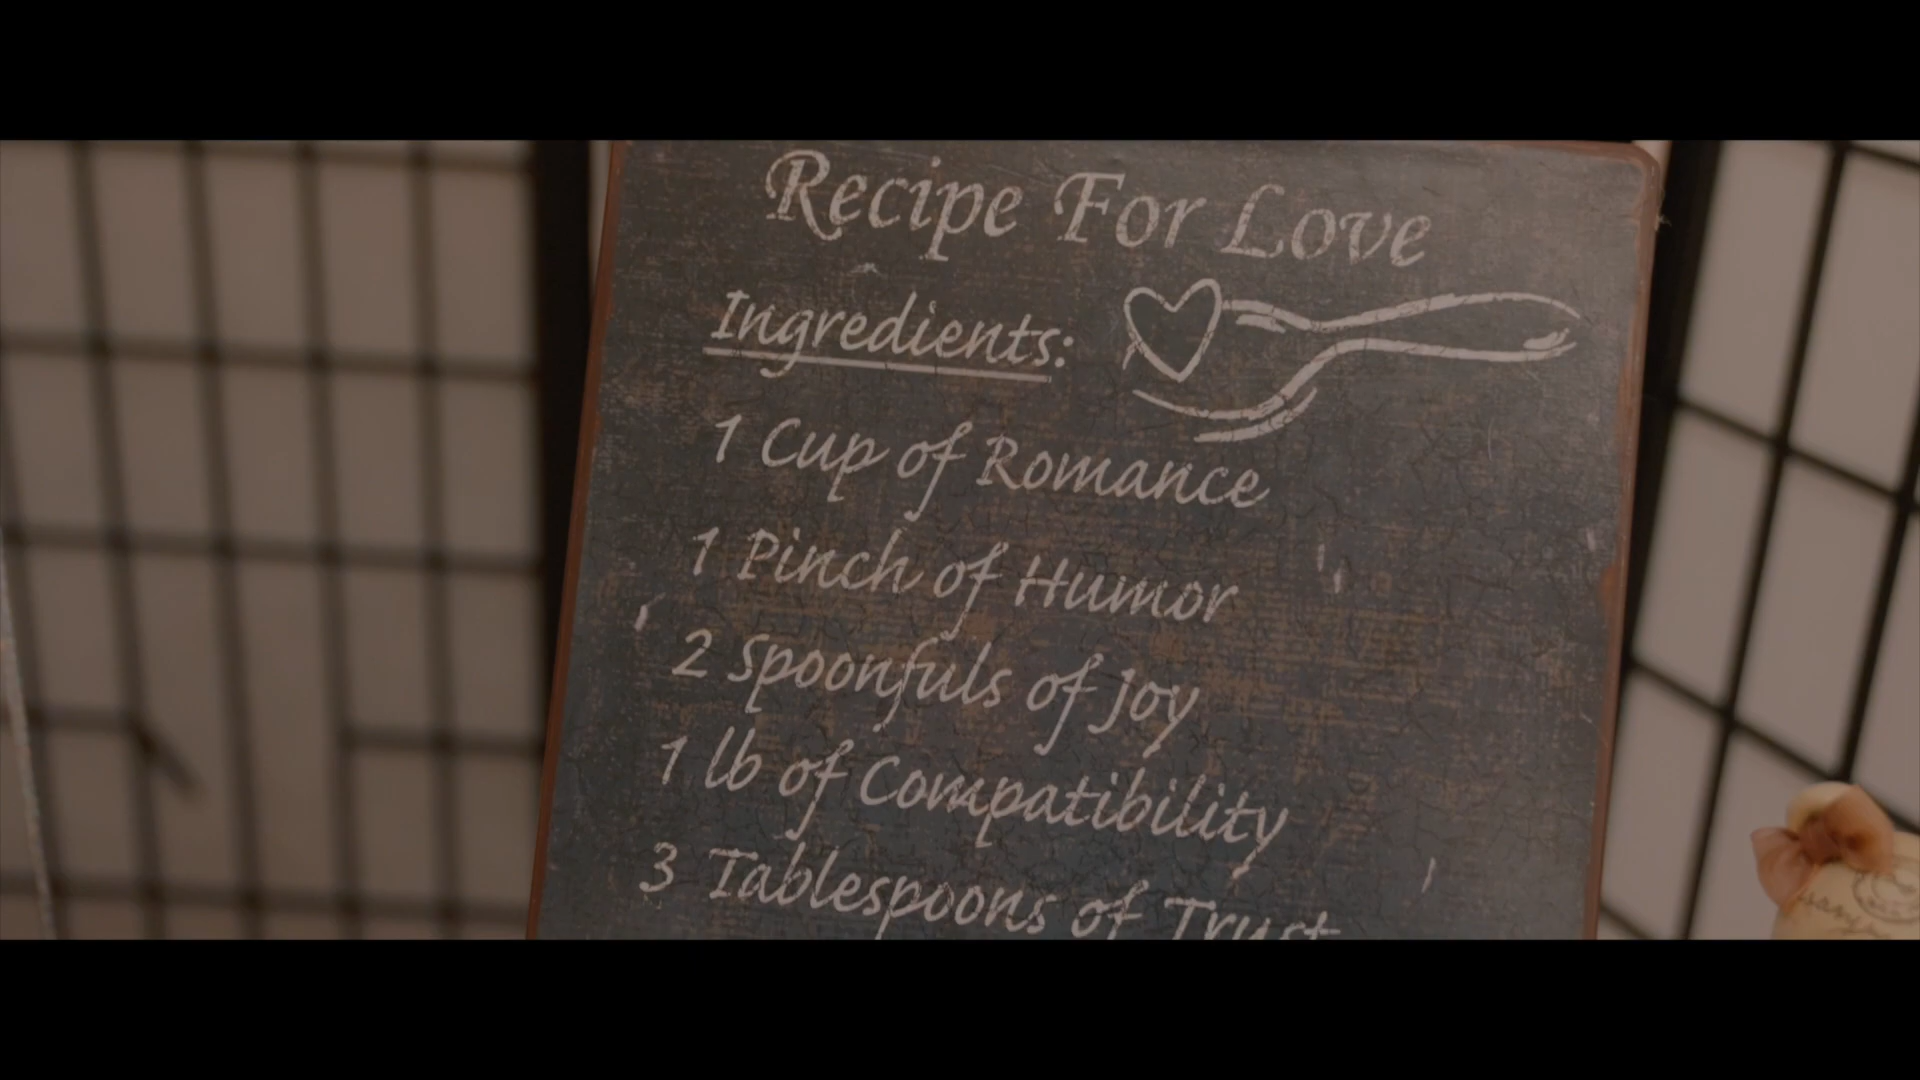 Recipe For Love
Ingredients:
1 Cup of Romance
1 Pinch of Humor
2 Spoonfuls of Joy
1 lb of Compatibility
3 Tablespoons of Trust